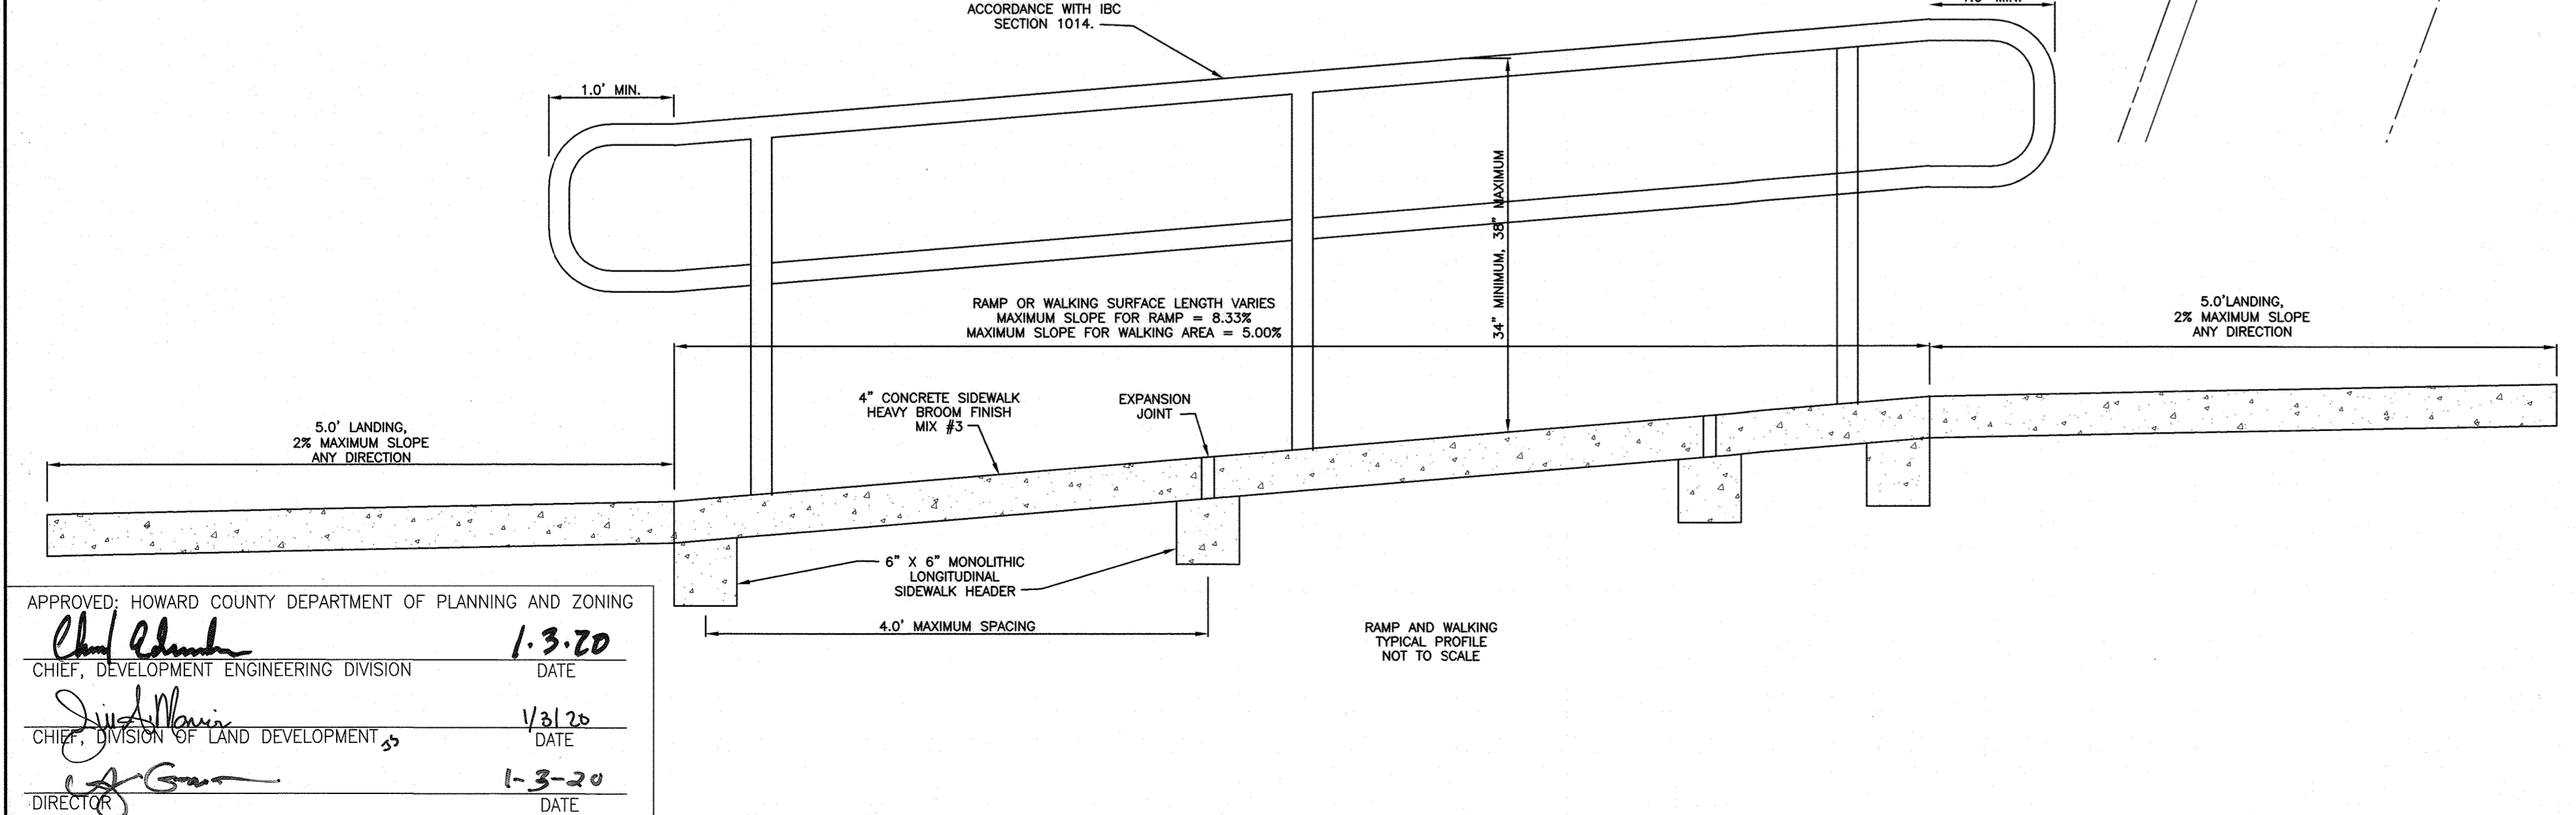 ACCORDANCE WITH IBC
SECTION 1014.
1.0' MIN.
34" MINIMUM, 38" MAXIMUM
RAMP OR WALKING SURFACE LENGTH VARIES
MAXIMUM SLOPE FOR RAMP = 8.33%
MAXIMUM SLOPE FOR WALKING AREA = 5.00%
5.0'LANDING,
2% MAXIMUM SLOPE
ANY DIRECTION
4" CONCRETE SIDEWALK
HEAVY BROOM FINISH
MIX #3
EXPANSION
JOINT
5.0' LANDING,
2% MAXIMUM SLOPE
ANY DIRECTION
6" X 6" MONOLITHIC
LONGITUDINAL
SIDEWALK HEADER
4.0' MAXIMUM SPACING
RAMP AND WALKING
TYPICAL PROFILE
NOT TO SCALE
APPROVED: HOWARD COUNTY DEPARTMENT OF PLANNING AND ZONING
1.3.20
CHIEF, DEVELOPMENT ENGINEERING DIVISION DATE
1/3/20
CHIEF, DIVISION OF LAND DEVELOPMENT DATE
1-3-20
DIRECTOR DATE